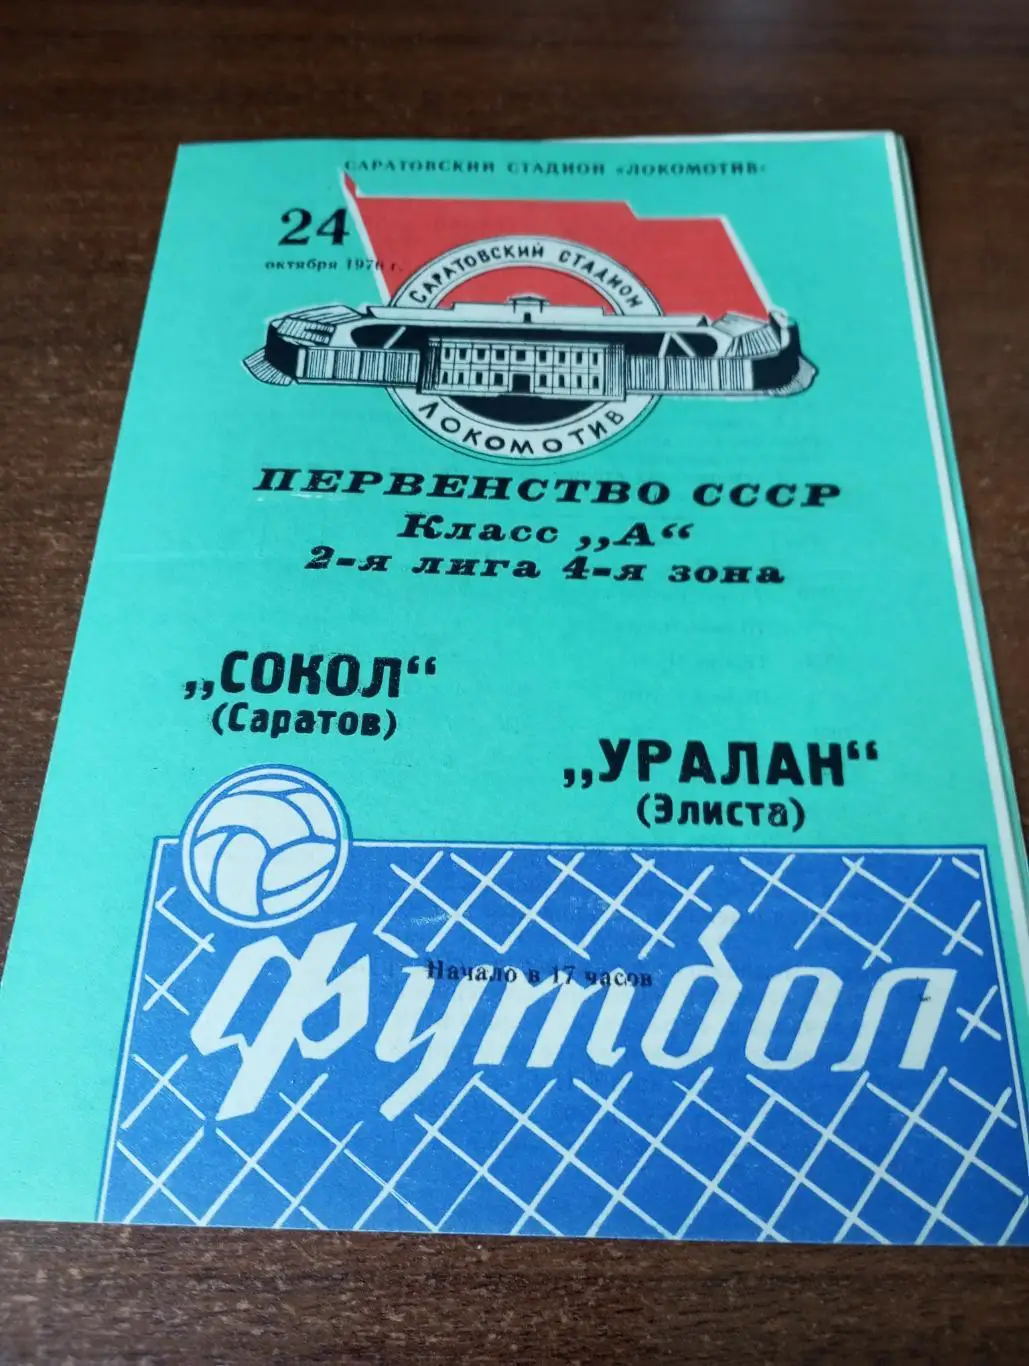 САРАТОВСКИЙ СТАДИОН «ЛОКОМОТИВ»
24
октября 1976 г.
САРАТОВСКИЙ СТАДИОН
ЛОКОМОТИВ
ПЕРВЕНСТВО СССР
Класс „А“
2-я лига 4-я зона
„СОКОЛ“
(Саратов)
„УРАЛАН“
(Элиста)
Начало в 17 часов
Футбол